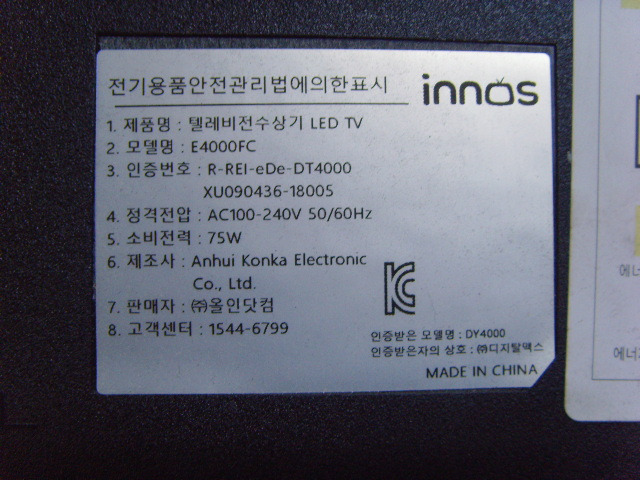 전기용품안전관리법에의한표시
innos
1. 제품명 : 텔레비전수상기 LED TV
2. 모델명 : E4000FC
3. 인증번호 : R-REI-eDe-DT4000
XU090436-18005
4. 정격전압 : AC100-240V 50/60Hz
5. 소비전력 : 75W
6. 제조사 : Anhui Konka Electronic
Co., Ltd.
7. 판매자 : ㈜올인닷컴
8. 고객센터 : 1544-6799
인증받은 모델명 : DY4000
인증받은자의 상호 : ㈜디지탈맥스
MADE IN CHINA
에너
에너